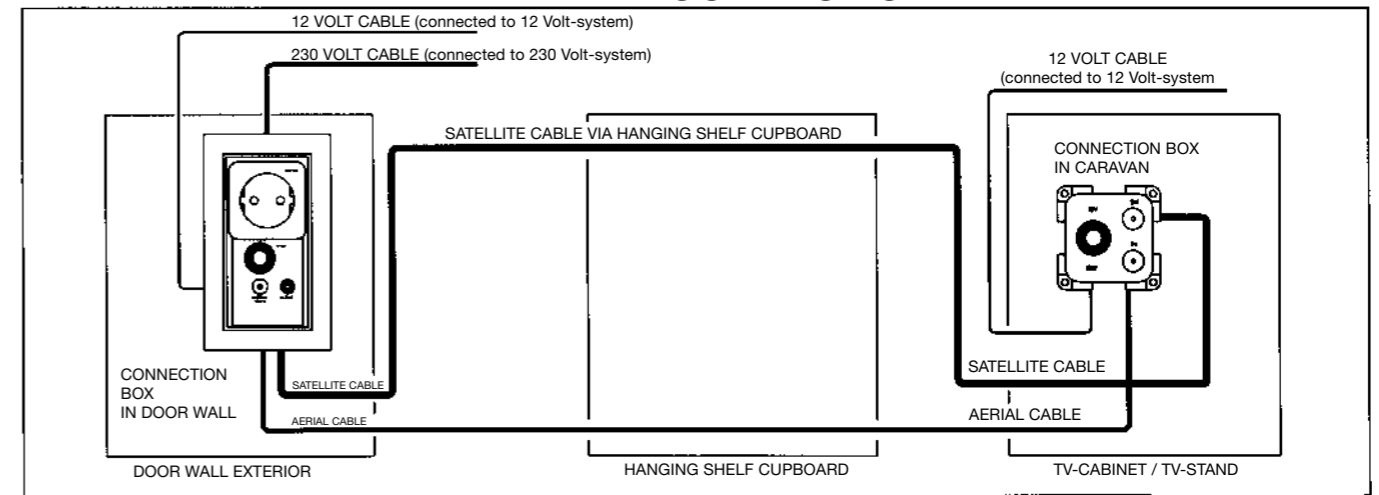 12 VOLT CABLE (connected to 12 Volt-system)
230 VOLT CABLE (connected to 230 Volt-system)
12 VOLT CABLE
(connected to 12 Volt-system
SATELLITE CABLE VIA HANGING SHELF CUPBOARD
CONNECTION BOX
IN CARAVAN
CONNECTION
BOX
IN DOOR WALL
SATELLITE CABLE
AERIAL CABLE
SATELLITE CABLE
AERIAL CABLE
DOOR WALL EXTERIOR
HANGING SHELF CUPBOARD
TV-CABINET / TV-STAND